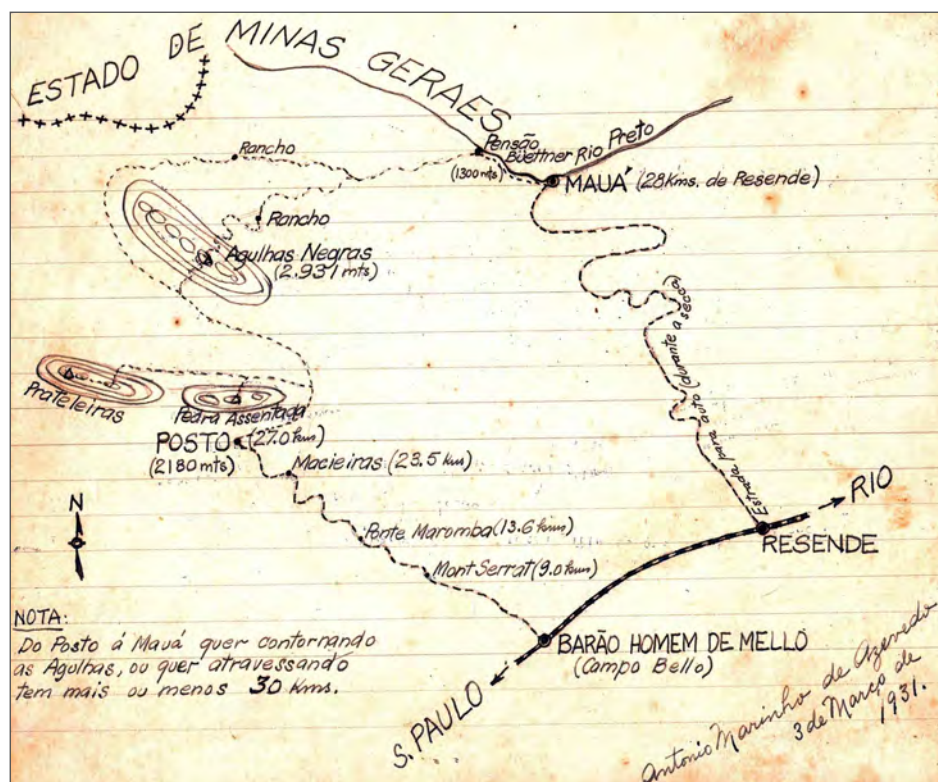 ESTADO DE MINAS GERAES
Rancho
Pensão
Büettner
Rio Preto
(1300 mts)
MAUÁ (28 Kms. de Resende)
Rancho
Agulhas Negras
(2.937 mts)
Estrada para auto (durante a secca)
Prateleiras
Pedra Assentada
POSTO (27.0 kms)
(2180 mts)
Macieiras (23.5 Km)
N
RIO
Ponte Maromba (13.6 kms)
RESENDE
Mont Serrat (9.0 kms)
NOTA:
Do Posto á Mauá quer contornando
as Agulhas, ou quer atravessando
tem mais ou menos 30 Kms.
BARÃO HOMEM DE MELLO
(Campo Bello)
S. PAULO
Antonio Marinho de Azevedo
3 de Março de
1931.